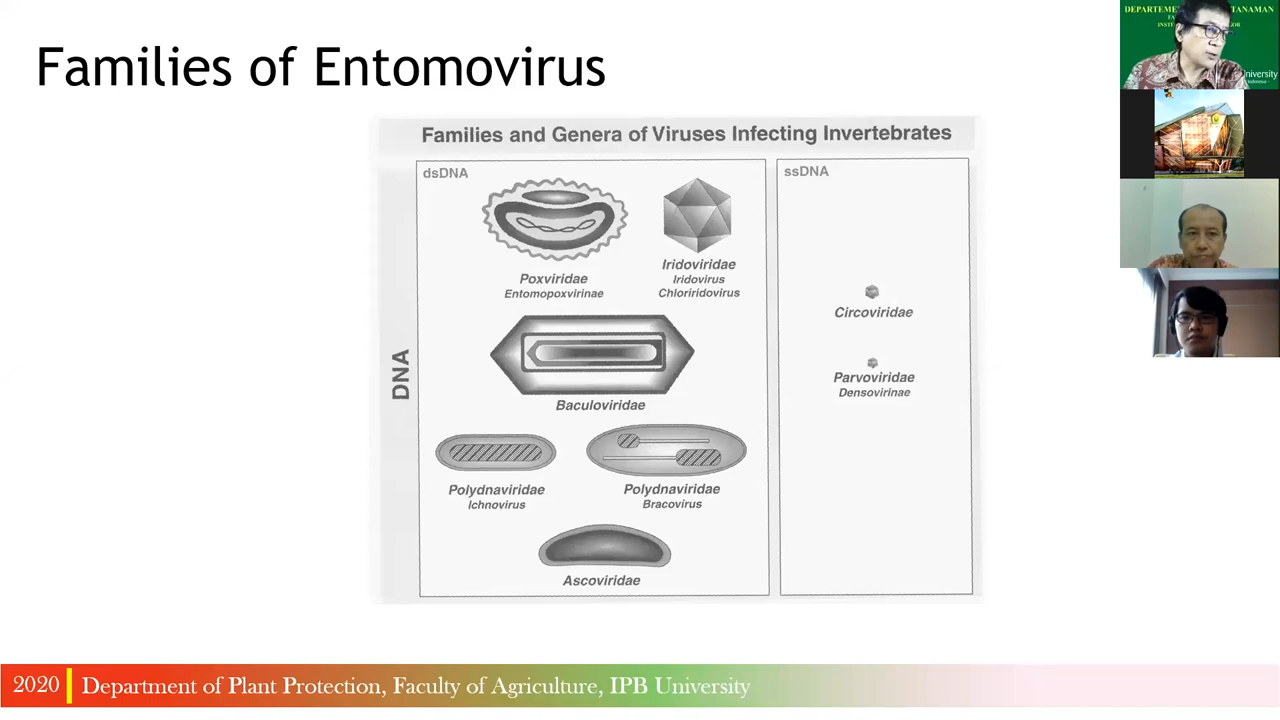 Families of Entomovirus
Families and Genera of Viruses Infecting Invertebrates
dsDNA
ssDNA
DNA
Poxviridae
Entomopoxvirinae
Iridoviridae
Iridovirus
Chloriridovirus
Baculoviridae
Polydnaviridae
Ichnovirus
Polydnaviridae
Bracovirus
Ascoviridae
Circoviridae
Parvoviridae
Densovirinae
2020
Department of Plant Protection, Faculty of Agriculture, IPB University
TANAMAN